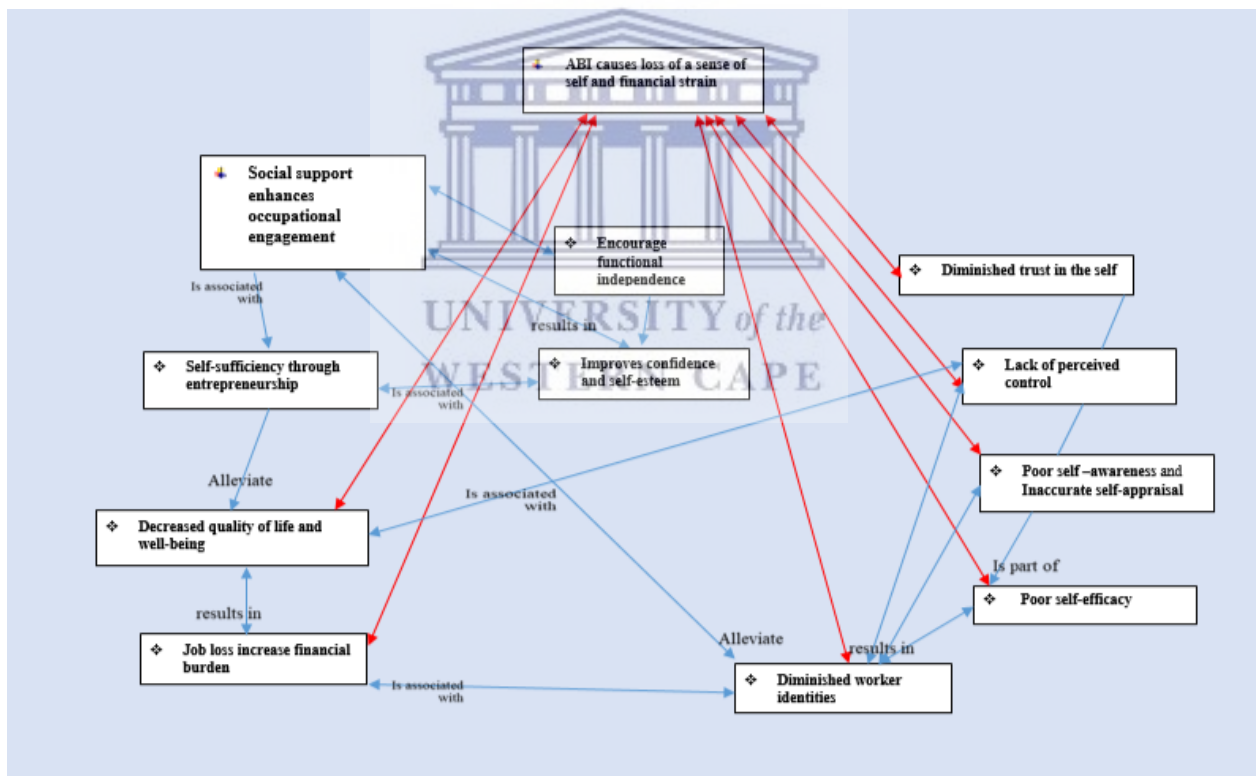 ABI causes loss of a sense of
self and financial strain
Social support
enhances
occupational
engagement
Encourage
functional
independence
Diminished trust in the self
Is associated
with
UNIVERSITY of the
results in
WESTERN CAPE
Self-sufficiency through
entrepreneurship
Improves confidence
and self-esteem
Lack of perceived
control
Is associated
with
Poor self –awareness and
Inaccurate self-appraisal
Alleviate
Is associated
with
Decreased quality of life and
well-being
Is part of
Poor self-efficacy
results in
Job loss increase financial
burden
Alleviate
results in
Is associated
with
Diminished worker
identities